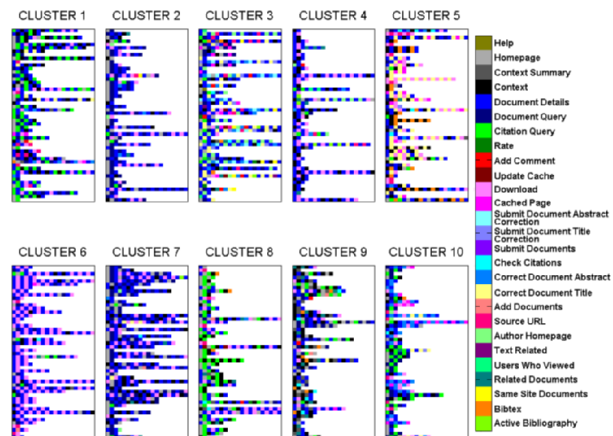 CLUSTER 1
CLUSTER 2
CLUSTER 3
CLUSTER 4
CLUSTER 5
Help
Homepage
Context Summary
Context
Document Details
Document Query
Citation Query
Rate
Add Comment
Update Cache
Download
Cached Page
Submit Document Abstract
Correction
Submit Document Title
Correction
Submit Documents
Check Citations
Correct Document Abstract
Correct Document Title
Add Documents
Source URL
Author Homepage
Text Related
Users Who Viewed
Related Documents
Same Site Documents
Bibtex
Active Bibliography
CLUSTER 6
CLUSTER 7
CLUSTER 8
CLUSTER 9
CLUSTER 10